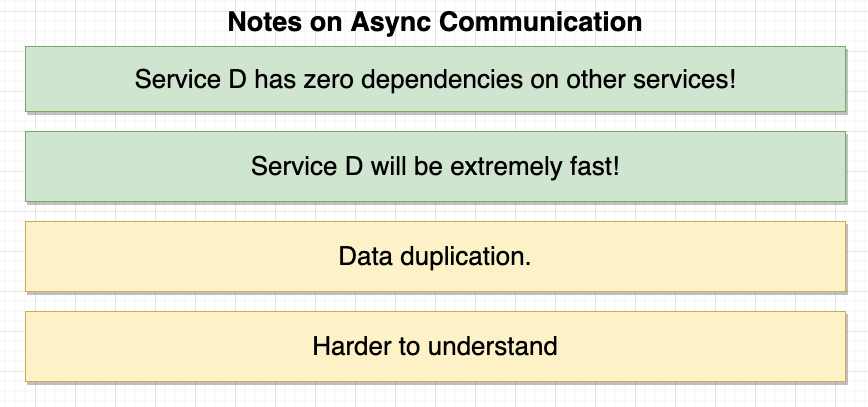 Notes on Async Communication
Service D has zero dependencies on other services!
Service D will be extremely fast!
Data duplication.
Harder to understand